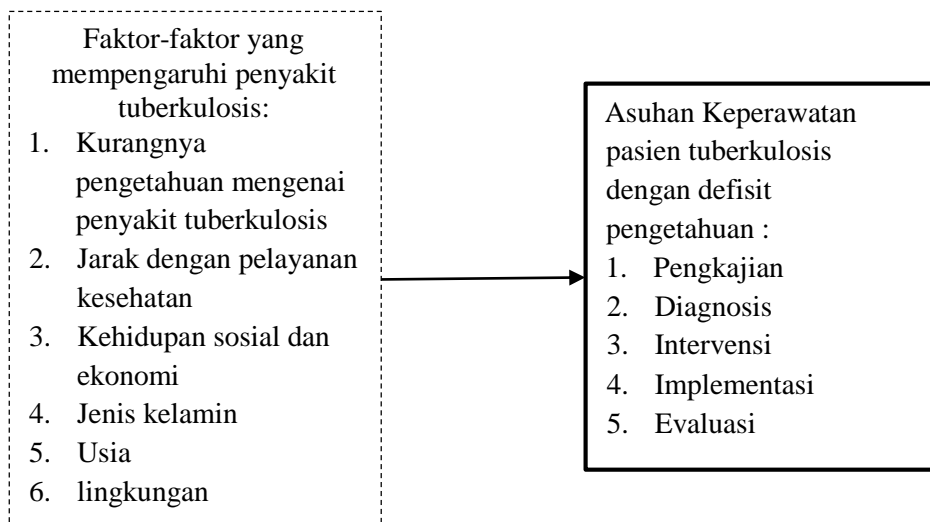 Faktor-faktor yang
mempengaruhi penyakit
tuberkulosis:
1. Kurangnya
pengetahuan mengenai
penyakit tuberkulosis
2. Jarak dengan pelayanan
kesehatan
3. Kehidupan sosial dan
ekonomi
4. Jenis kelamin
5. Usia
6. lingkungan
Asuhan Keperawatan
pasien tuberkulosis
dengan defisit
pengetahuan :
1. Pengkajian
2. Diagnosis
3. Intervensi
4. Implementasi
5. Evaluasi